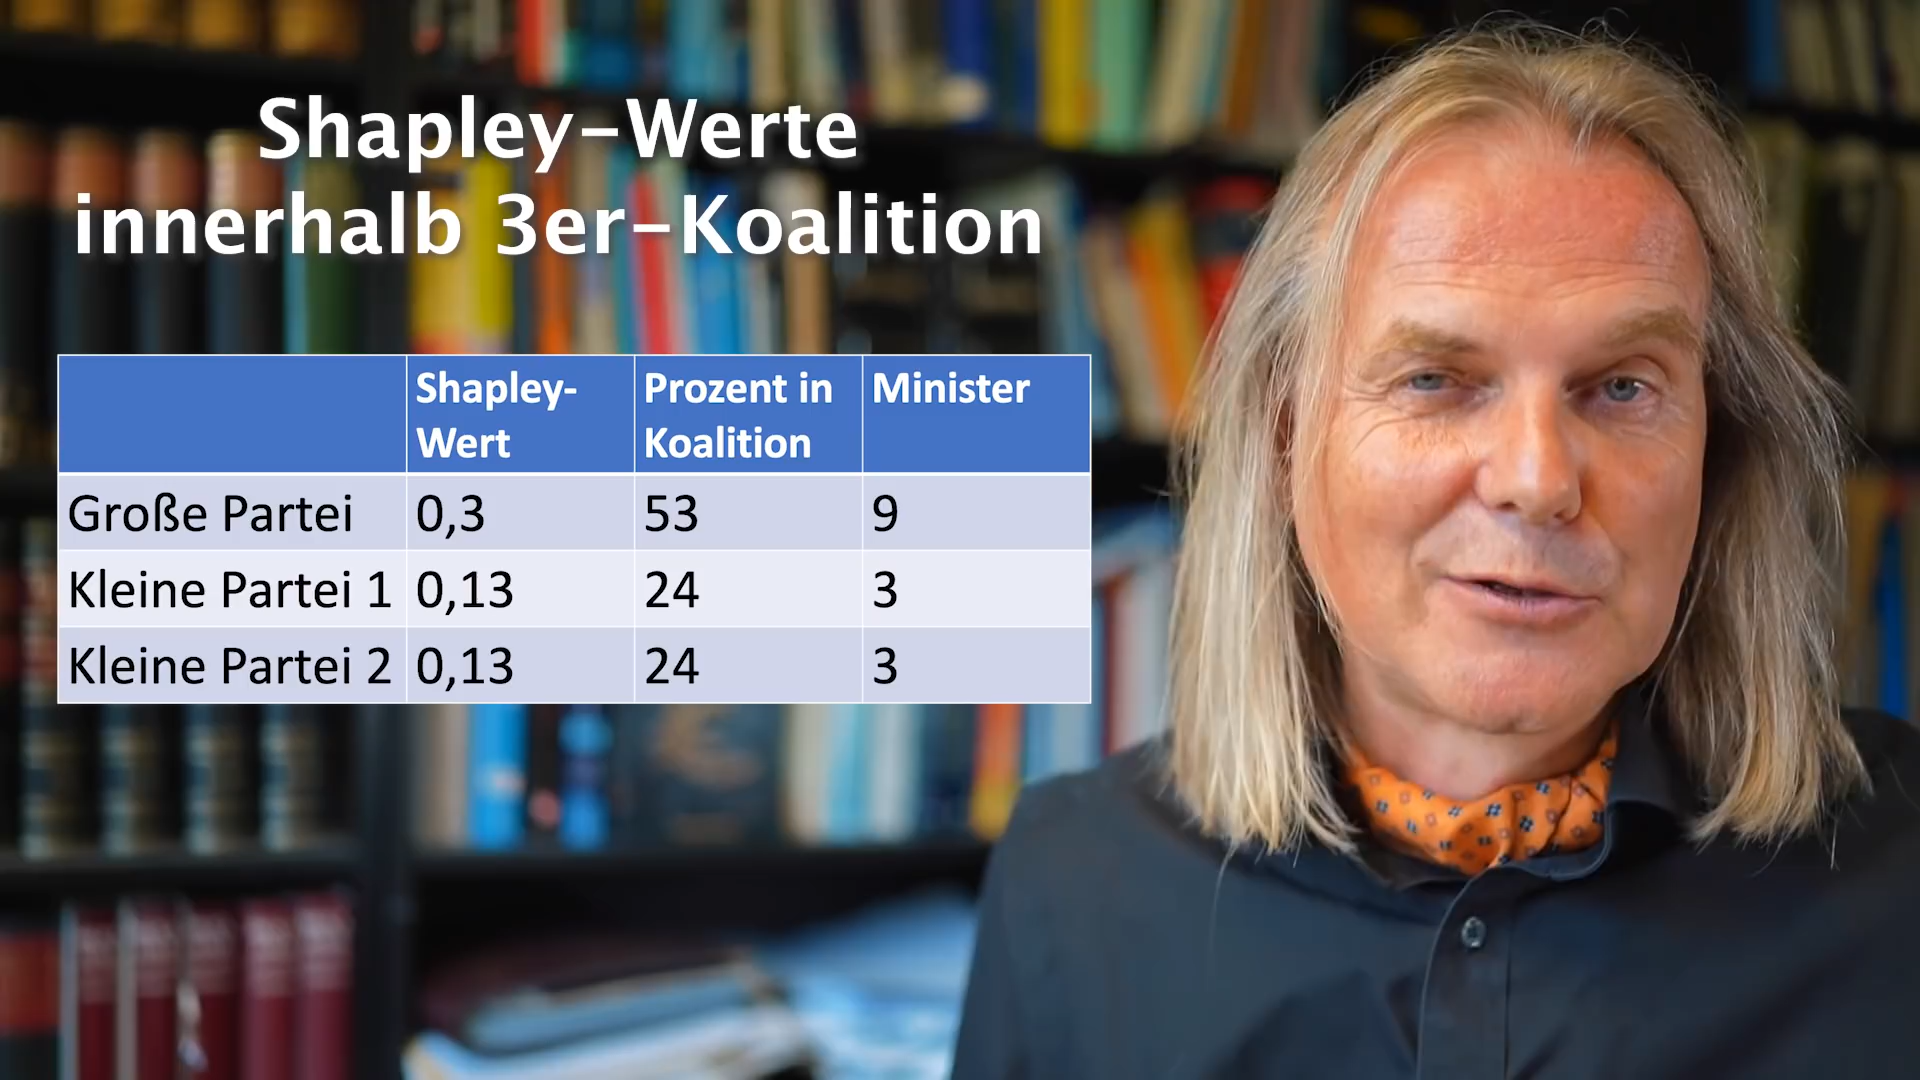 Shapley-Werte
innerhalb 3er-Koalition
Shapley-
Wert
Prozent in
Koalition
Minister
Große Partei 0,3 53 9
Kleine Partei 1 0,13 24 3
Kleine Partei 2 0,13 24 3